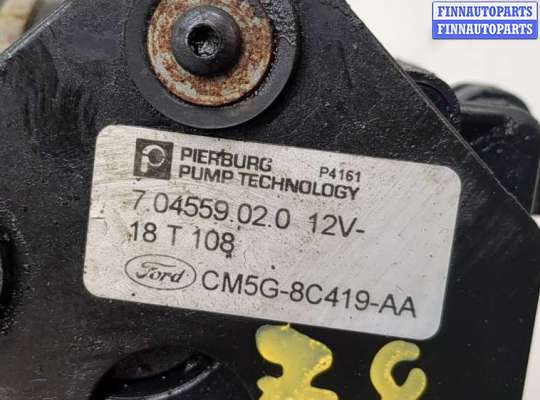 FINNAUTOPARTS
FINNAUTOPARTS
PIERBURG P4161
PUMP TECHNOLOGY
7.04559.02.0 12V-
18 T 108
Ford CM5G-8C419-AA